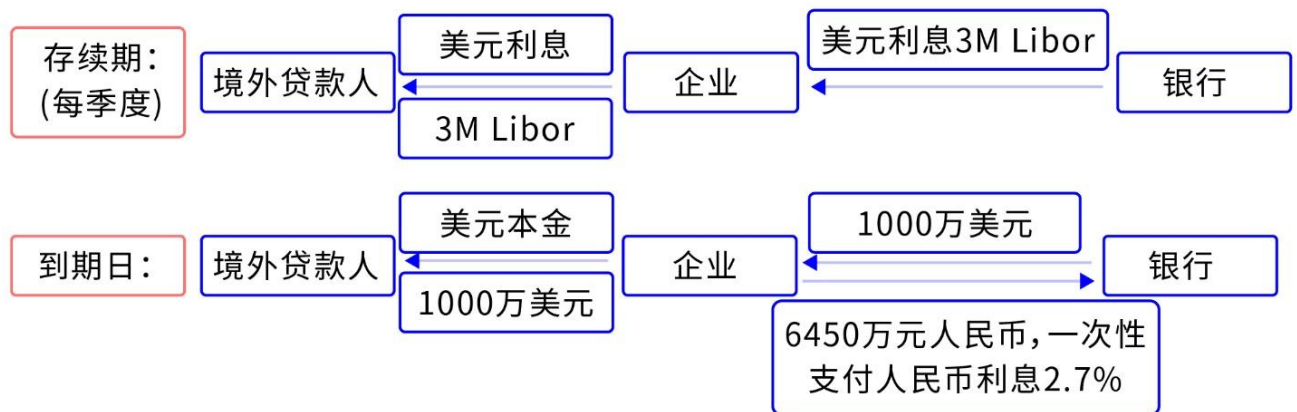 存续期：
(每季度)
境外贷款人
美元利息
3M Libor
企业
美元利息3M Libor
银行
到期日：
境外贷款人
美元本金
1000万美元
企业
1000万美元
6450万元人民币，一次性
支付人民币利息2.7%
银行